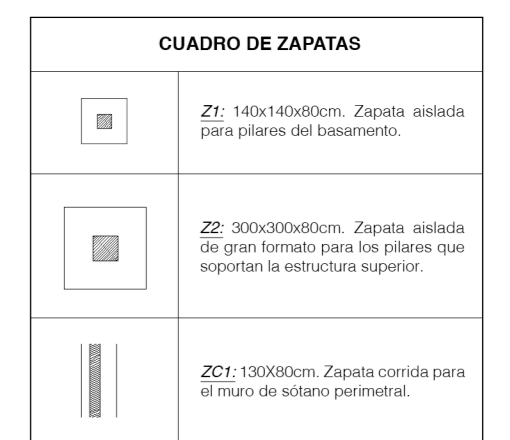 CUADRO DE ZAPATAS
Z1: 140x140x80cm. Zapata aislada
para pilares del basamento.
Z2: 300x300x80cm. Zapata aislada
de gran formato para los pilares que
soportan la estructura superior.
ZC1: 130X80cm. Zapata corrida para
el muro de sótano perimetral.